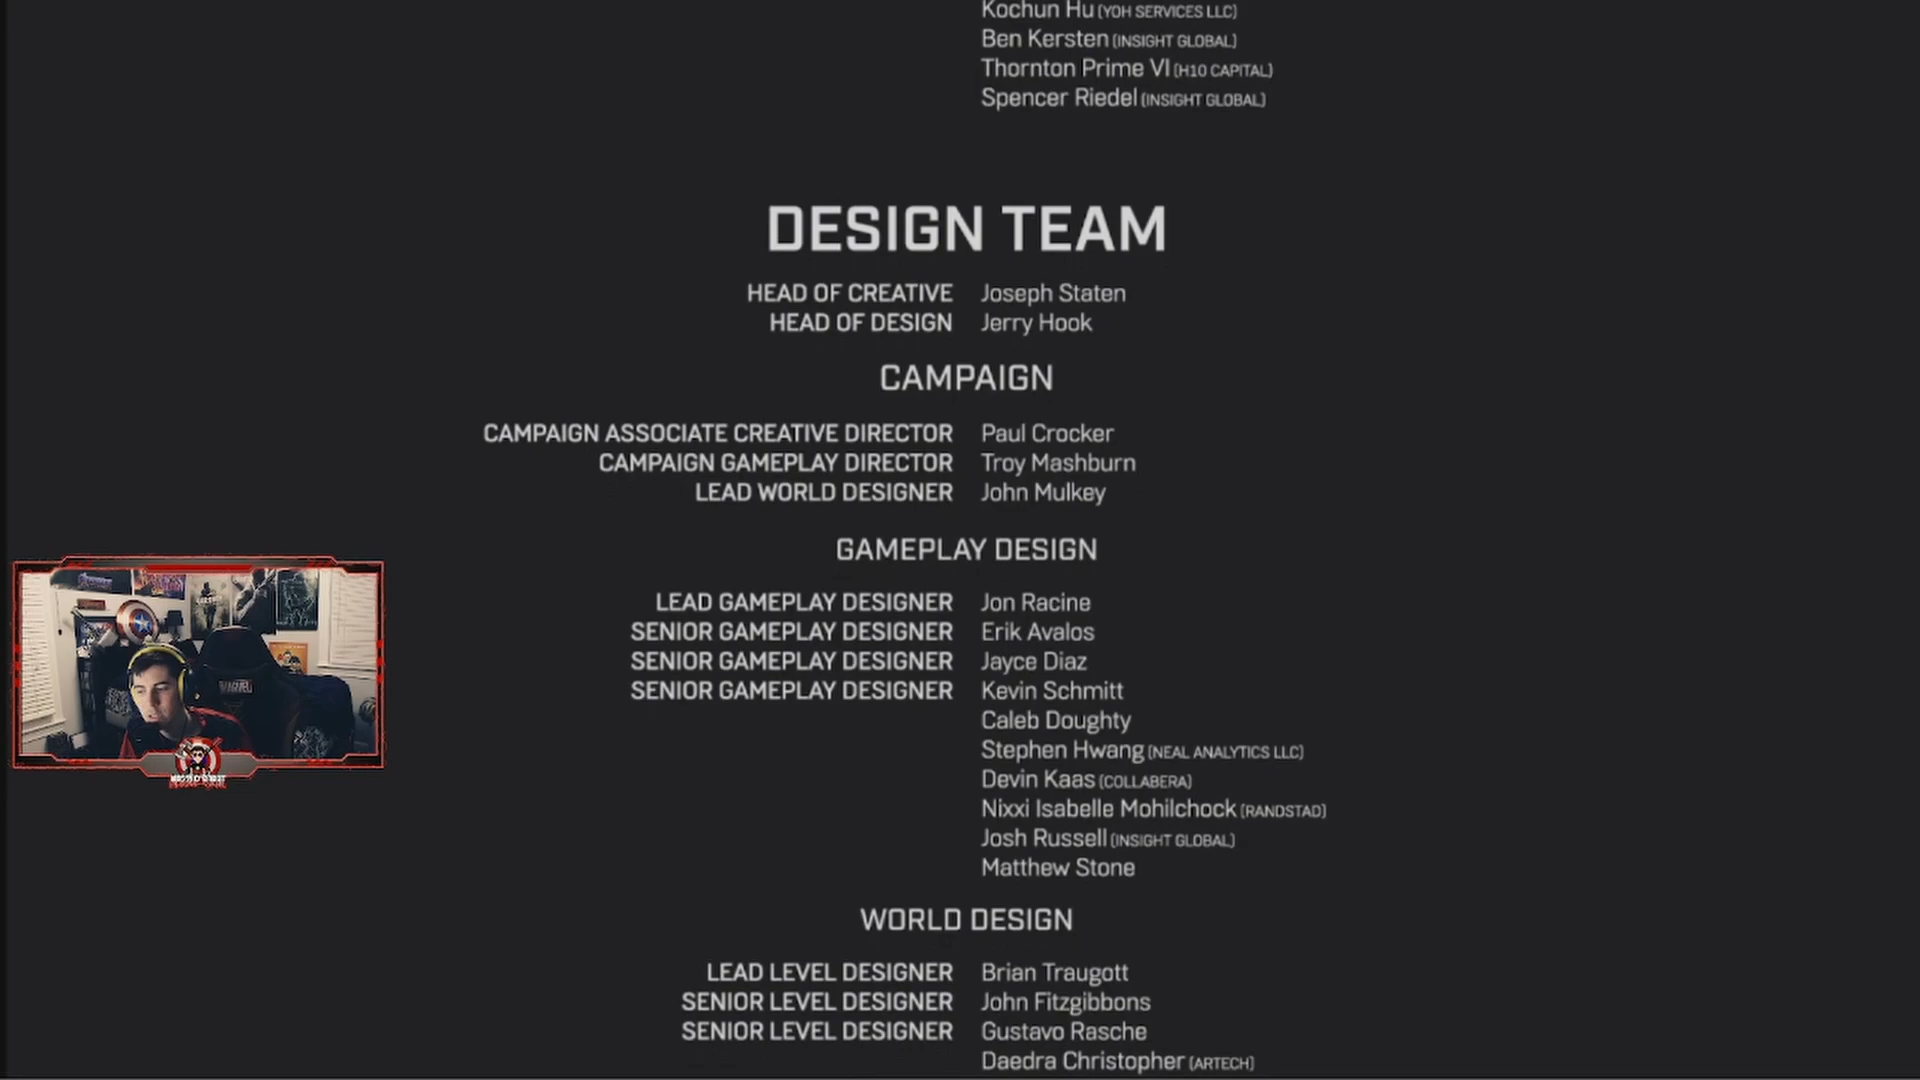 Kochun Hu (YOH SERVICES LLC)
Ben Kersten (INSIGHT GLOBAL)
Thornton Prime VI (H10 CAPITAL)
Spencer Riedel (INSIGHT GLOBAL)
DESIGN TEAM
HEAD OF CREATIVE Joseph Staten
HEAD OF DESIGN Jerry Hook
CAMPAIGN
CAMPAIGN ASSOCIATE CREATIVE DIRECTOR Paul Crocker
CAMPAIGN GAMEPLAY DIRECTOR Troy Mashburn
LEAD WORLD DESIGNER John Mulkey
GAMEPLAY DESIGN
LEAD GAMEPLAY DESIGNER Jon Racine
SENIOR GAMEPLAY DESIGNER Erik Avalos
SENIOR GAMEPLAY DESIGNER Jayce Diaz
SENIOR GAMEPLAY DESIGNER Kevin Schmitt
Caleb Doughty
Stephen Hwang (NEAL ANALYTICS LLC)
Devin Kaas (COLLABERA)
Nixxi Isabelle Mohilchock (RANDSTAD)
Josh Russell (INSIGHT GLOBAL)
Matthew Stone
WORLD DESIGN
LEAD LEVEL DESIGNER Brian Traugott
SENIOR LEVEL DESIGNER John Fitzgibbons
SENIOR LEVEL DESIGNER Gustavo Rasche
Daedra Christopher (ARTECH)
MARVEL